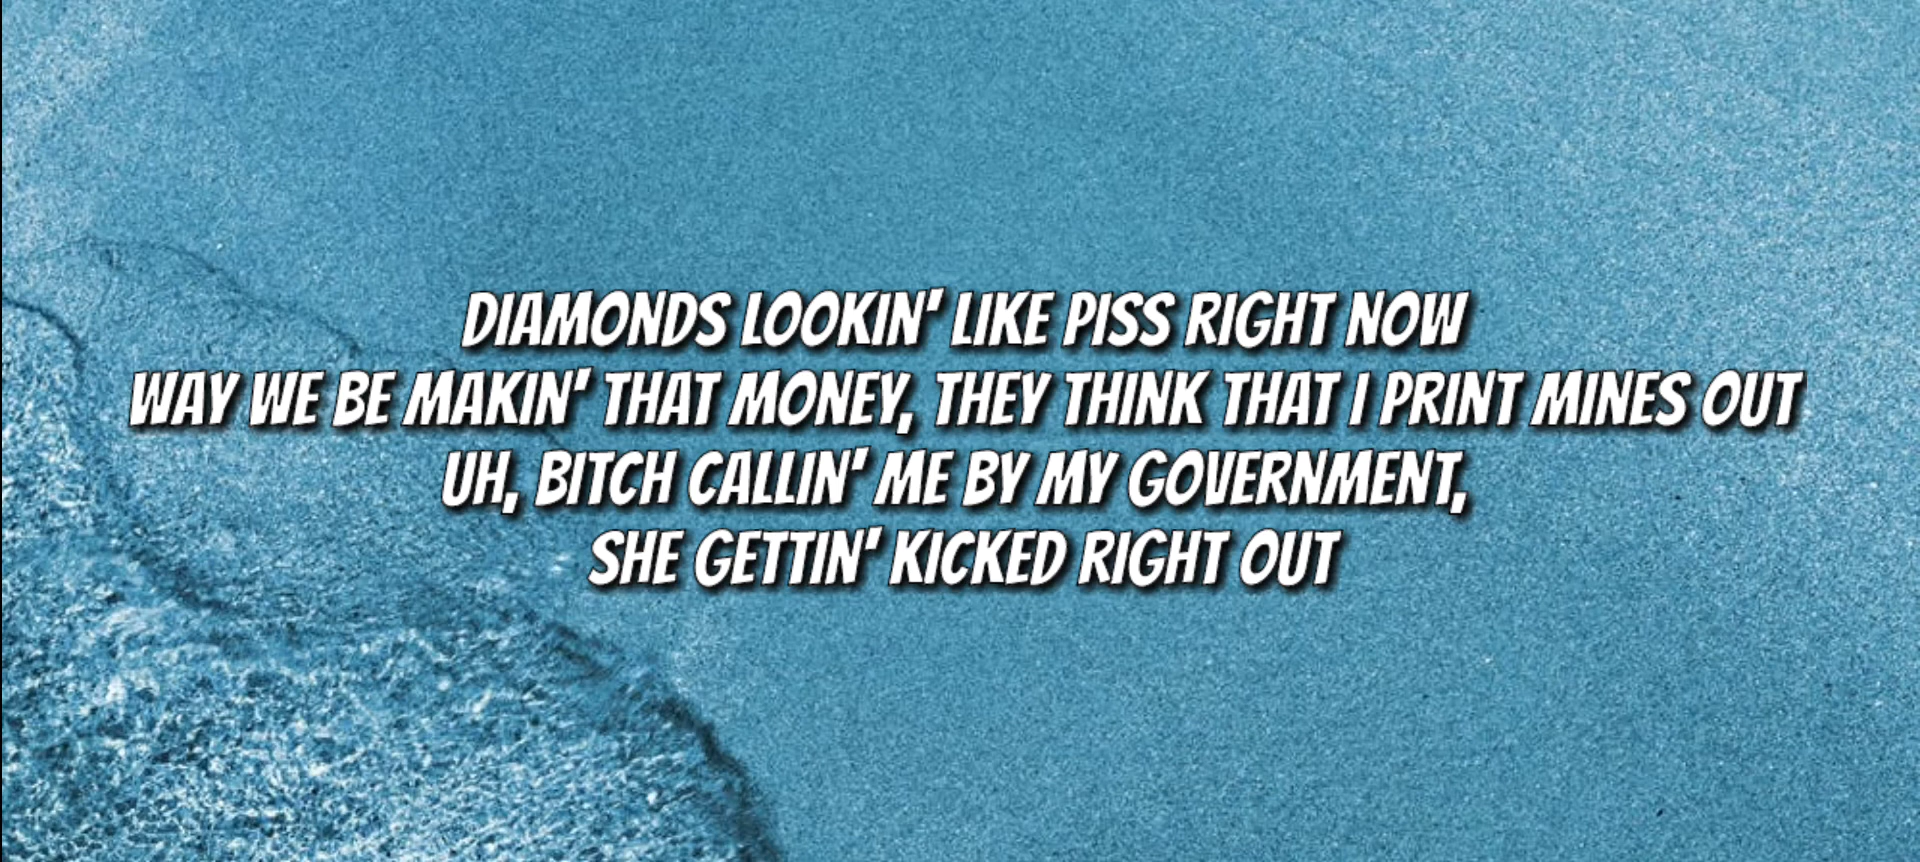 DIAMONDS LOOKIN' LIKE PISS RIGHT NOW
WAY WE BE MAKIN' THAT MONEY, THEY THINK THAT I PRINT MINES OUT
UH, BITCH CALLIN' ME BY MY GOVERNMENT,
SHE GETTIN' KICKED RIGHT OUT